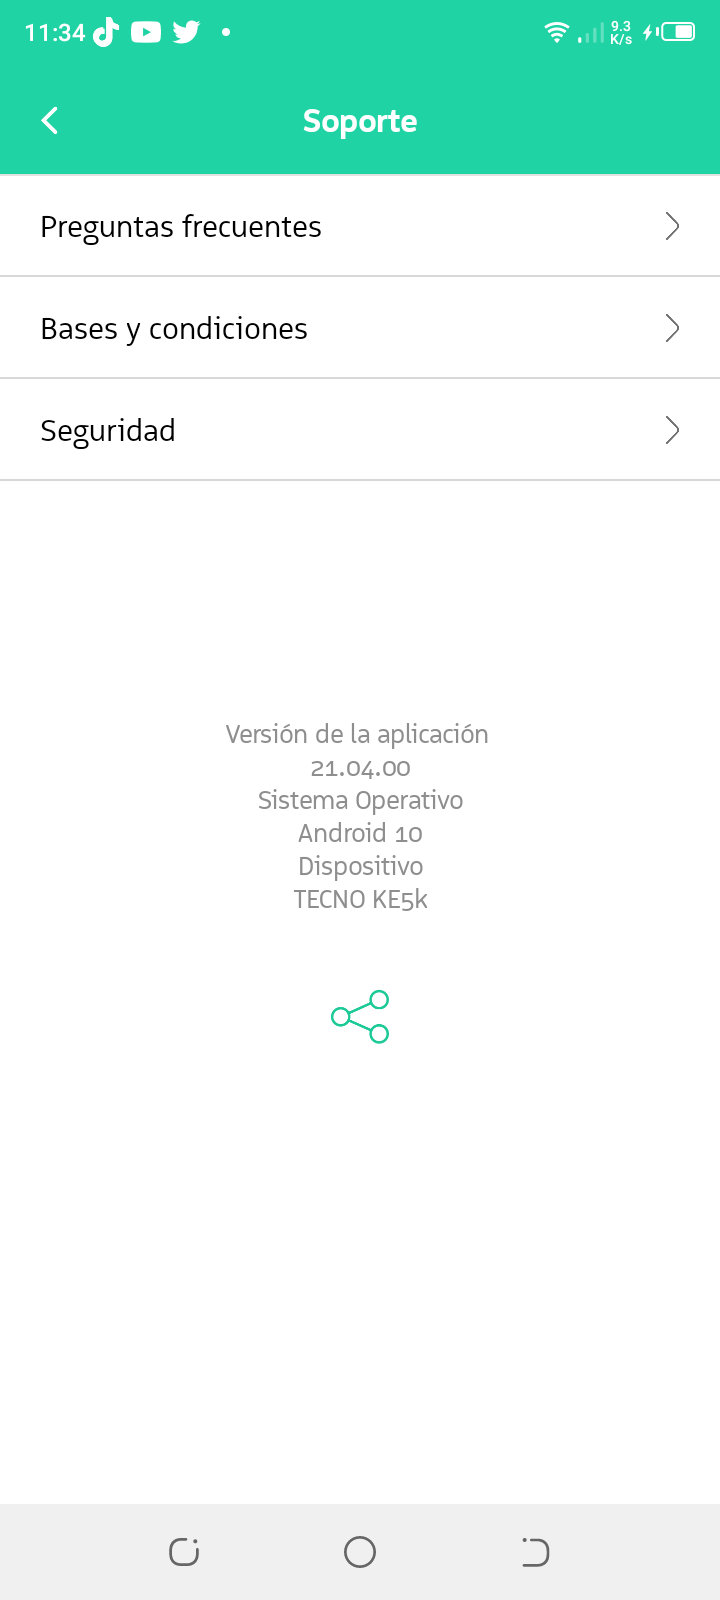 11:34
9.3
K/s
Soporte
Preguntas frecuentes
Bases y condiciones
Seguridad
Versión de la aplicación
21.04.00
Sistema Operativo
Android 10
Dispositivo
TECNO KE5k